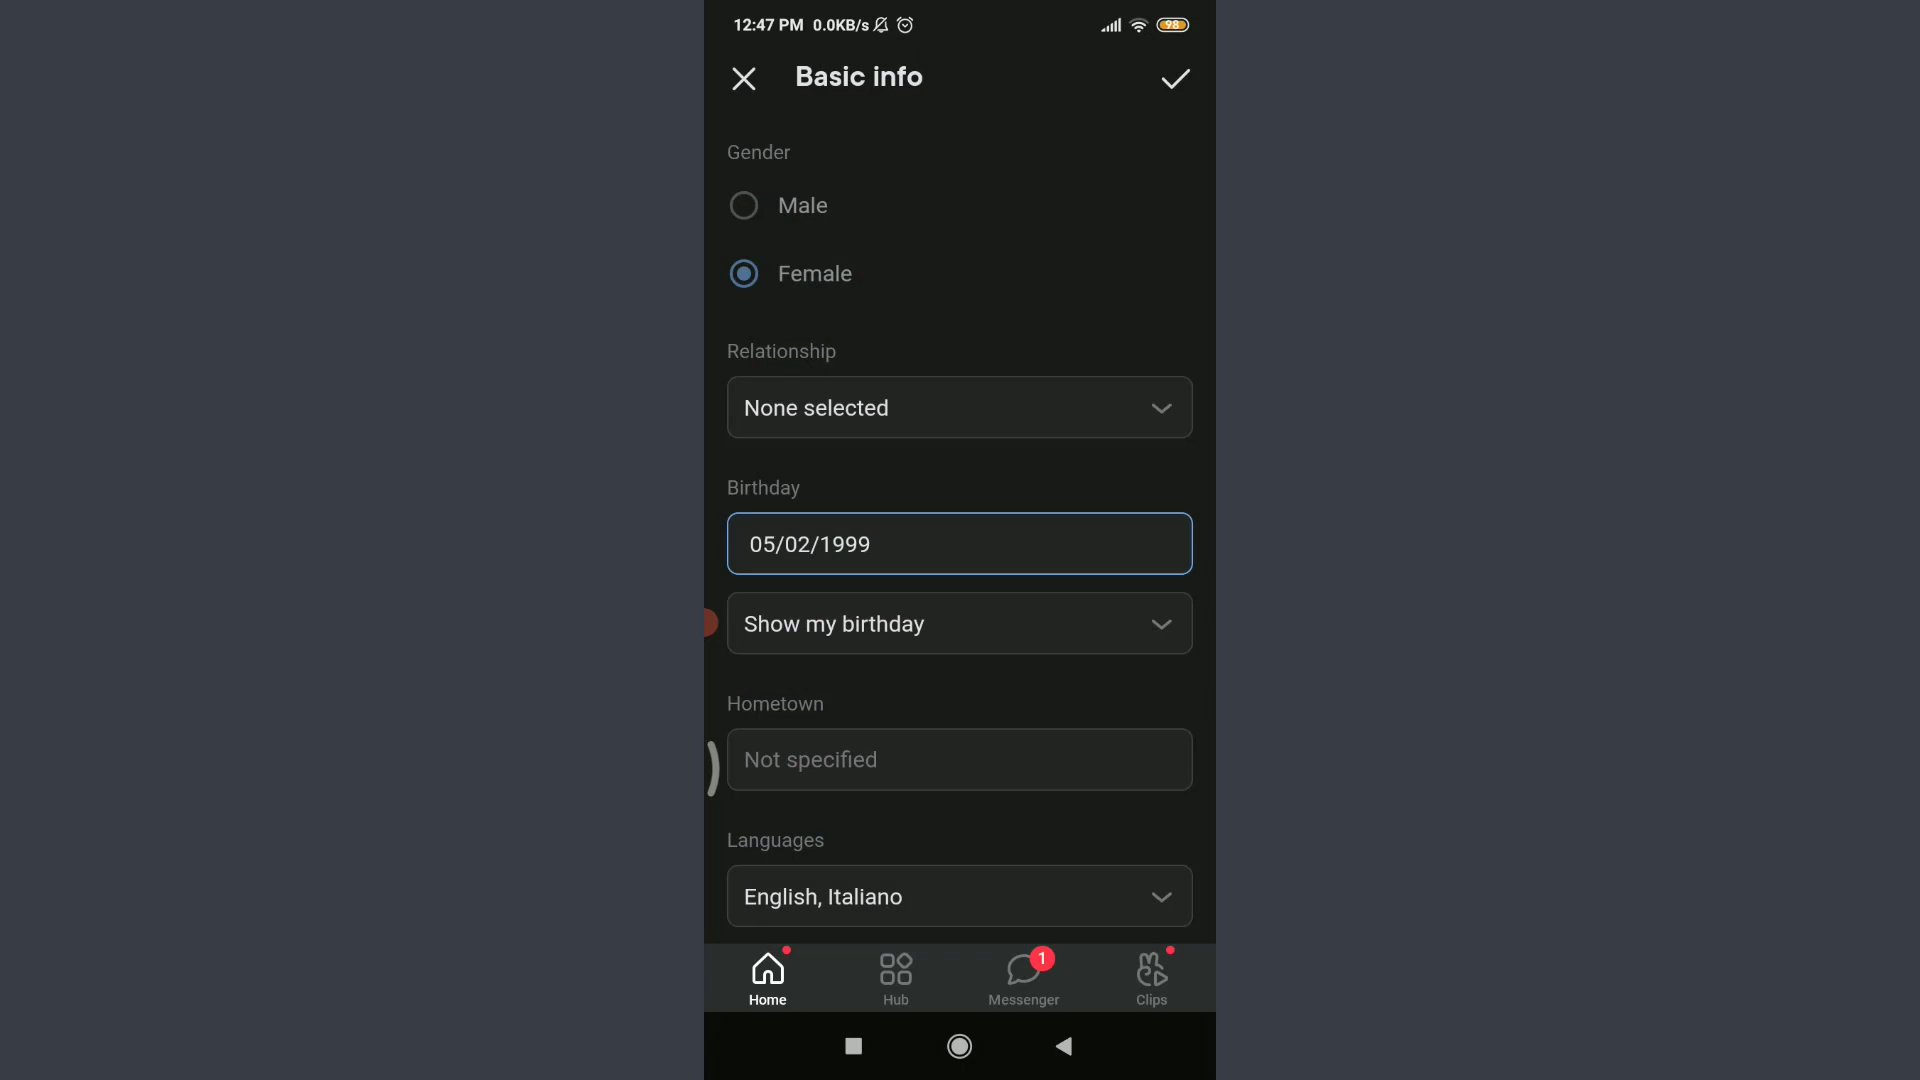 12:47 PM 0.0KB/s 98
Basic info
Gender
Male
Female
Relationship
None selected
Birthday
05/02/1999
Show my birthday
Hometown
Not specified
Languages
English, Italiano
1
Home Hub Messenger Clips